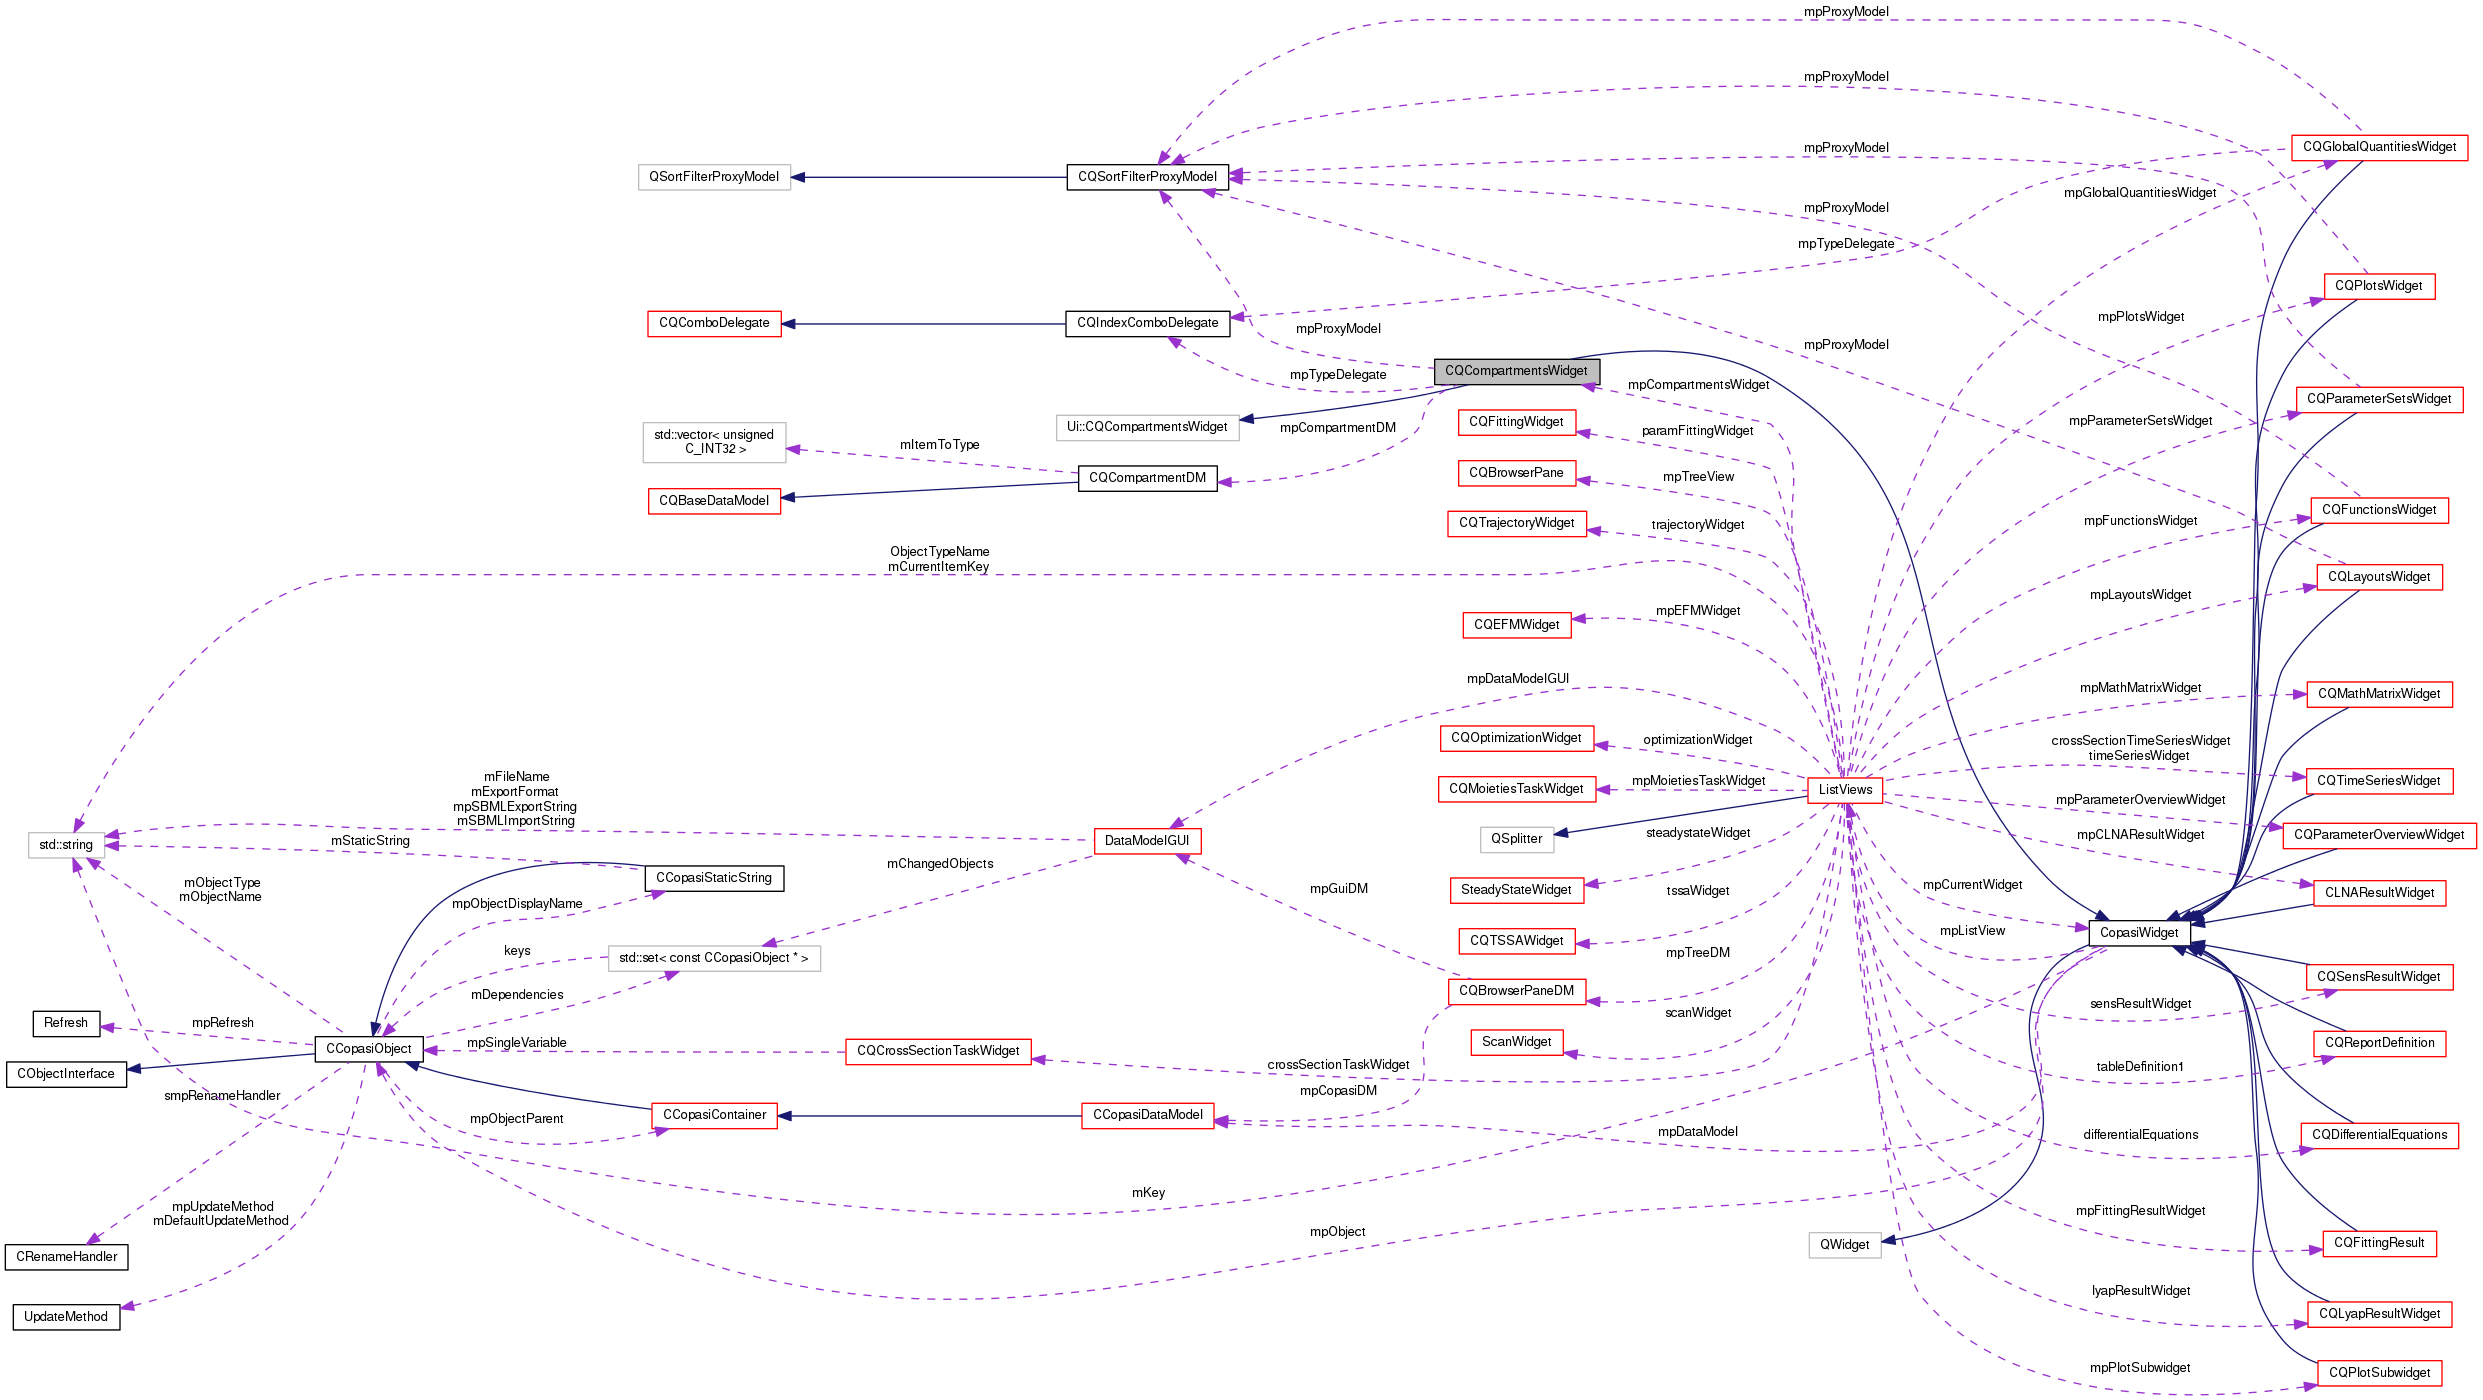 mpProxyModel
mpProxyModel
CQGlobalQuantitiesWidget
mpProxyModel
QSortFilterProxyModel
CQSortFilterProxyModel
mpGlobalQuantitiesWidget
mpProxyModel
mpTypeDelegate
CQPlotsWidget
mpPlotsWidget
CQComboDelegate
CQIndexComboDelegate
mpProxyModel
mpProxyModel
mpTypeDelegate
CQCompartmentsWidget
mpCompartmentsWidget
CQParameterSetsWidget
mpParameterSetsWidget
Ui::CQCompartmentsWidget
mpCompartmentDM
CQFittingWidget
paramFittingWidget
std::vector< unsigned
C_INT32 >
mItemToType
CQCompartmentDM
CQBrowserPane
mpTreeView
CQBaseDataModel
CQFunctionsWidget
mpFunctionsWidget
CQTrajectoryWidget
trajectoryWidget
ObjectTypeName
mCurrentItemKey
CQLayoutsWidget
mpLayoutsWidget
CQEFMWidget
mpEFMWidget
mpDataModelGUI
mpMathMatrixWidget
CQMathMatrixWidget
CQOptimizationWidget
optimizationWidget
crossSectionTimeSeriesWidget
timeSeriesWidget
CQTimeSeriesWidget
mFileName
mExportFormat
mpSBMLExportString
mSBMLImportString
CQMoietiesTaskWidget
mpMoietiesTaskWidget
ListViews
mpParameterOverviewWidget
CQParameterOverviewWidget
QSplitter
steadystateWidget
mpCLNAResultWidget
std::string
mStaticString
DataModelGUI
mChangedObjects
CCopasiStaticString
mObjectType
mObjectName
mpObjectDisplayName
mpGuiDM
SteadyStateWidget
tssaWidget
mpCurrentWidget
CLNAResultWidget
CQTSSAWidget
mpListView
CopasiWidget
keys
std::set< const CCopasiObject * >
mpTreeDM
CQSensResultWidget
mDependencies
CQBrowserPaneDM
sensResultWidget
Refresh
mpRefresh
scanWidget
ScanWidget
CCopasiObject
mpSingleVariable
CQCrossSectionTaskWidget
crossSectionTaskWidget
CQReportDefinition
tableDefinition1
CObjectInterface
smpRenameHandler
mpCopasiDM
mpObjectParent
CCopasiContainer
CCopasiDataModel
mpDataModel
differentialEquations
CQDifferentialEquations
mKey
mpUpdateMethod
mDefaultUpdateMethod
mpObject
mpFittingResultWidget
CRenameHandler
QWidget
CQFittingResult
lyapResultWidget
UpdateMethod
CQLyapResultWidget
mpPlotSubwidget
CQPlotSubwidget